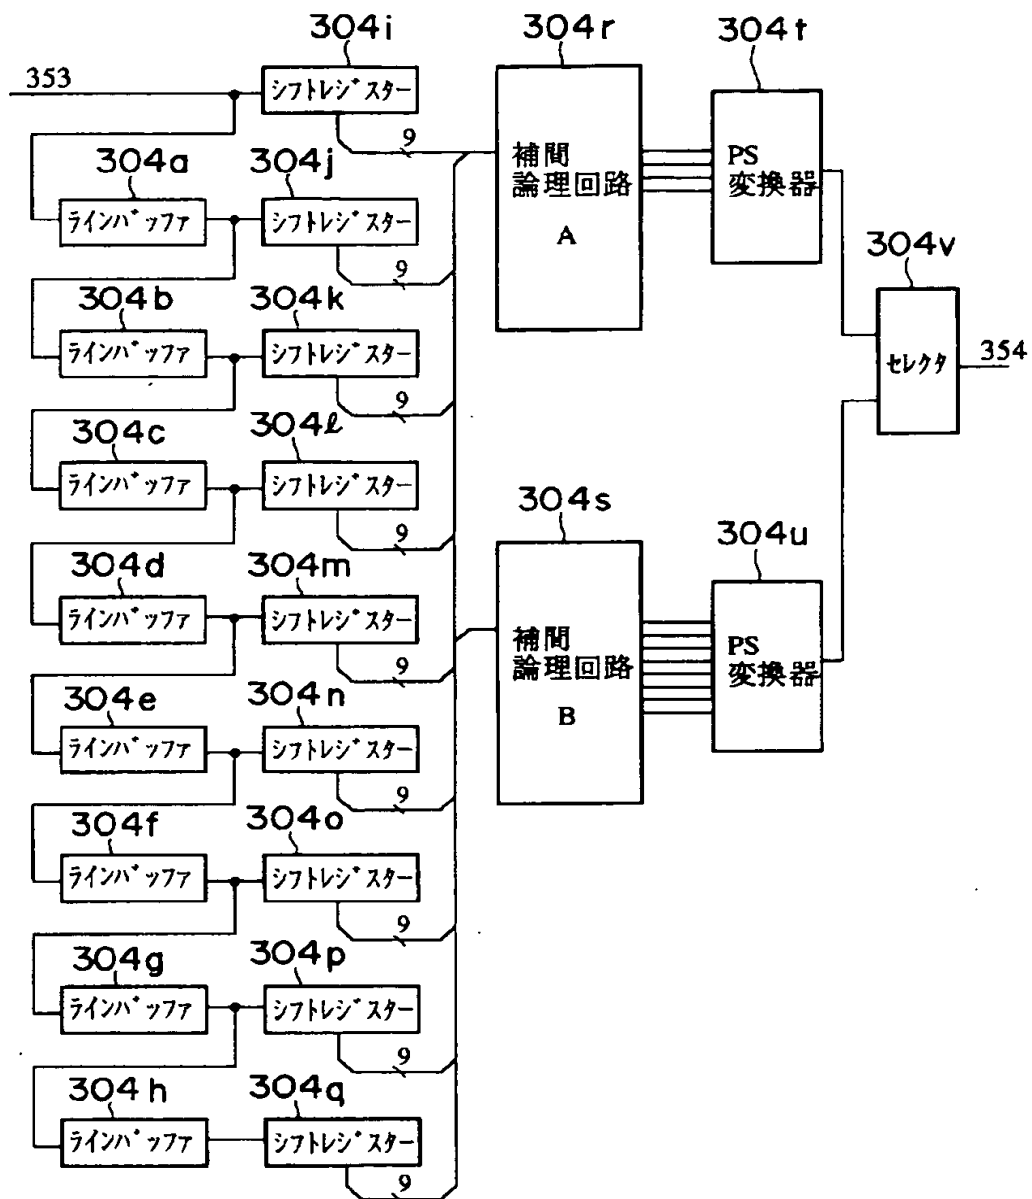 304i
304r
304t
353
シフトレジスター
9
補間
論理回路
A
PS
変換器
304a
304j
ラインバッファ
シフトレジスター
9
304v
セレクタ
354
304b
304k
ラインバッファ
シフトレジスター
9
304c
304l
ラインバッファ
シフトレジスター
9
304s
304u
補間
論理回路
B
PS
変換器
304d
304m
ラインバッファ
シフトレジスター
9
304e
304n
ラインバッファ
シフトレジスター
9
304f
304o
ラインバッファ
シフトレジスター
9
304g
304p
ラインバッファ
シフトレジスター
9
304h
304q
ラインバッファ
シフトレジスター
9